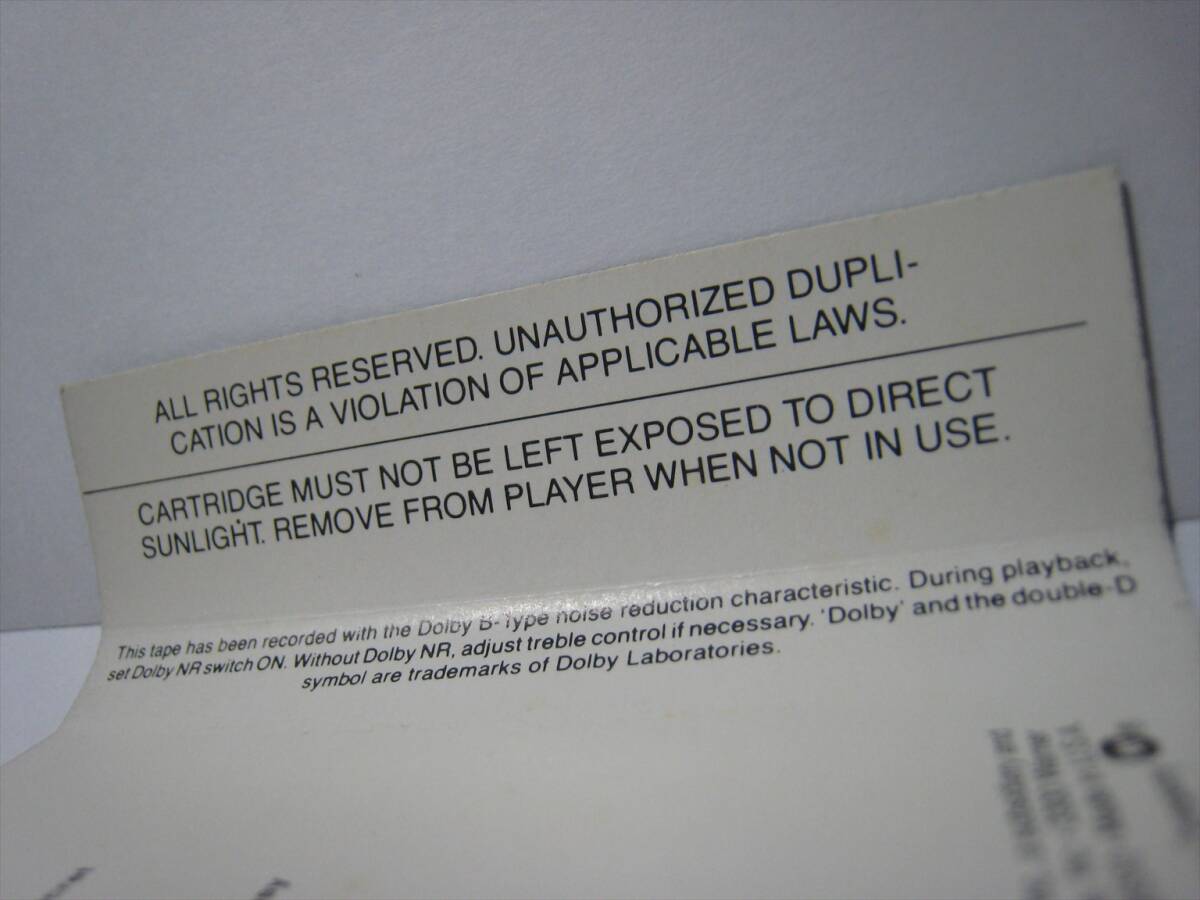 ALL RIGHTS RESERVED. UNAUTHORIZED DUPLI-
CATION IS A VIOLATION OF APPLICABLE LAWS.
CARTRIDGE MUST NOT BE LEFT EXPOSED TO DIRECT
SUNLIGHT. REMOVE FROM PLAYER WHEN NOT IN USE.
This tape has been recorded with the Dolby B-Type noise reduction characteristic. During playback,
set Dolby NR switch ON. Without Dolby NR, adjust treble control if necessary. 'Dolby' and the double-D
symbol are trademarks of Dolby Laboratories.